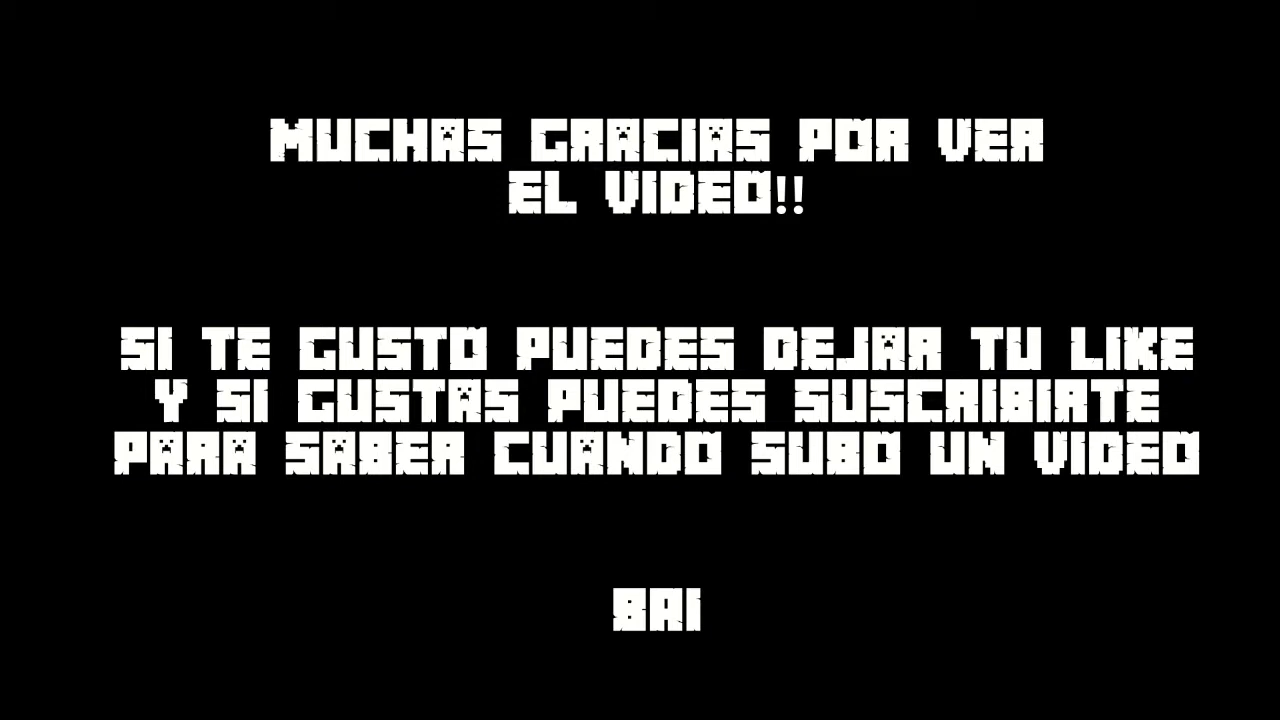 MUCHAS GRACIAS POR VER
EL VIDEO!!
SI TE GUSTO PUEDES DEJAR TU LIKE
Y SI GUSTAS PUEDES SUSCRIBIRTE
PARA SABER CUANDO SUBO UN VIDEO
BAI